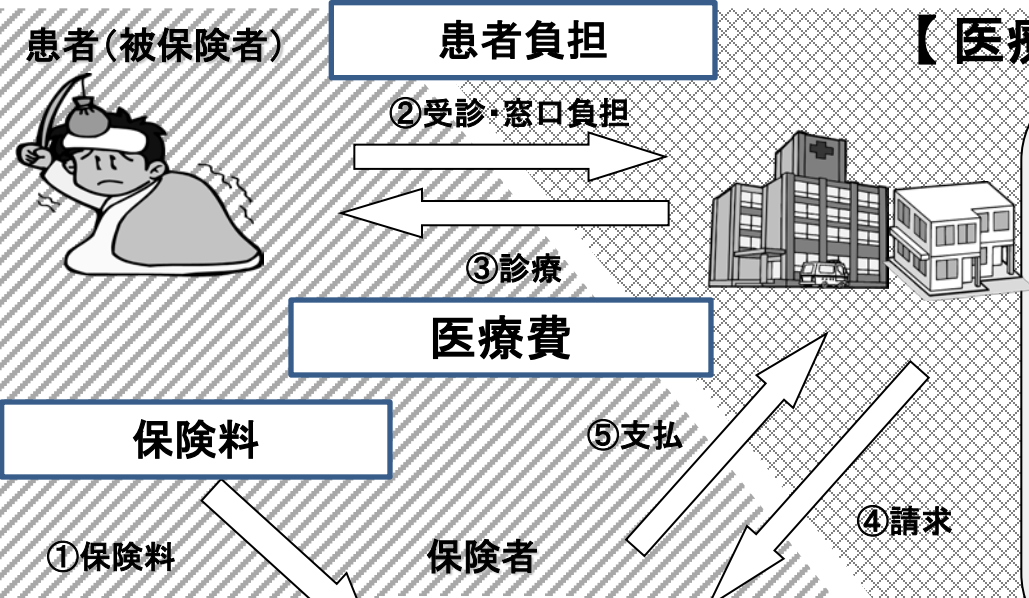 患者(被保険者)
患者負担
【 医療
②受診・窓口負担
③診療
医療費
保険料
⑤支払
④請求
①保険料
保険者